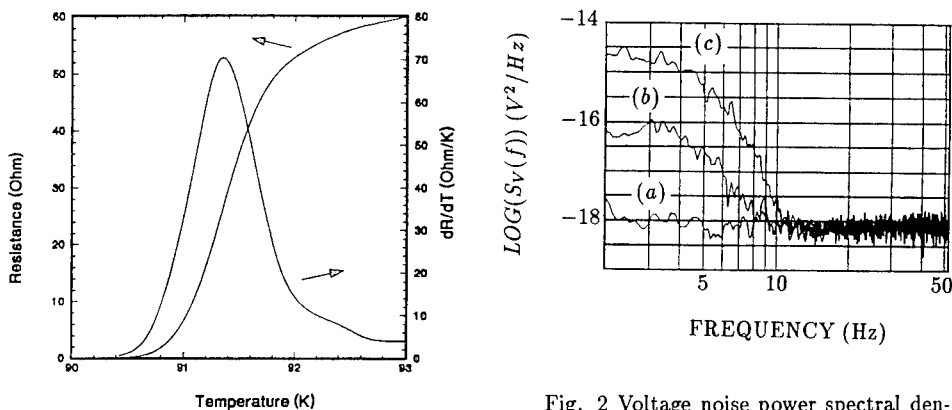 Resistance (Ohm)
60
50
40
30
20
10
0
90
91
92
93
Temperature (K)
80
70
60
50
40
30
20
10
0
dR/dT (Ohm/K)
LOG(S_V(f)) (V^2/Hz)
-14
-16
-18
(c)
(b)
(a)
5
10
50
FREQUENCY (Hz)
Fig. 2 Voltage noise power spectral den-